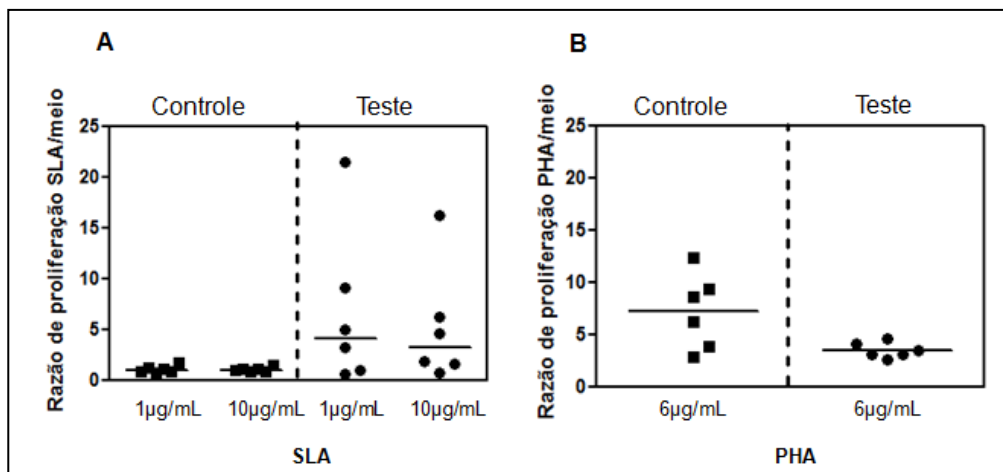 A
Controle Teste
Razão de proliferação SLA/meio
25
20
15
10
5
0
1µg/mL 10µg/mL 1µg/mL 10µg/mL
SLA
B
Controle Teste
Razão de proliferação PHA/meio
25
20
15
10
5
0
6µg/mL 6µg/mL
PHA